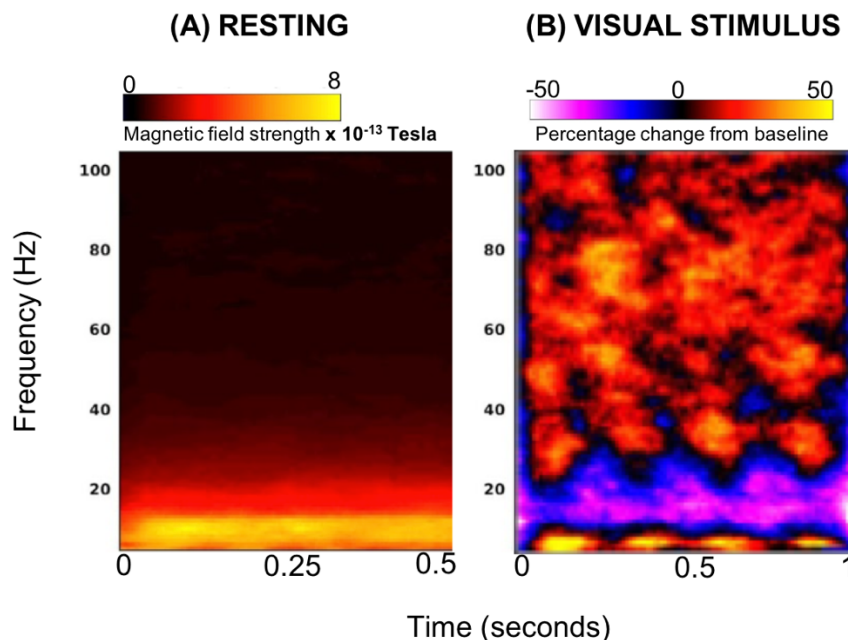 (A) RESTING
0 8
Magnetic field strength x 10⁻¹³ Tesla
100
80
60
40
20
0 0.25 0.5
(B) VISUAL STIMULUS
-50 0 50
Percentage change from baseline
100
80
60
40
20
0 0.5 1
Frequency (Hz)
Time (seconds)